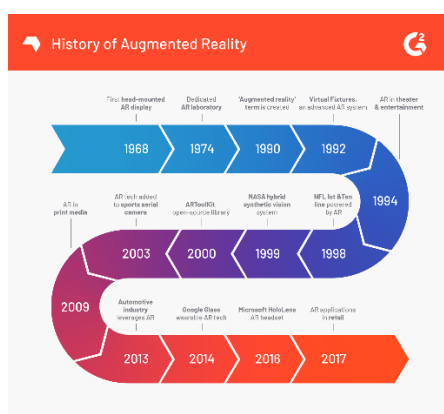 History of Augmented Reality
G2
First head-mounted
AR display
Dedicated
AR laboratory
'Augmented reality'
term is created
Virtual Fixtures:
an advanced AR system
AR in theater
& entertainment
1968
1974
1990
1992
1994
NFL 1st & Ten
line powered
by AR
NASA hybrid
synthetic vision
system
ARToolKit
open-source library
AR tech added
to sports aerial
camera
AR in
print media
1998
1999
2000
2003
2009
Automotive
industry
leverages AR
Google Glass
wearable AR tech
Microsoft HoloLens
AR headset
AR applications
in retail
2013
2014
2016
2017